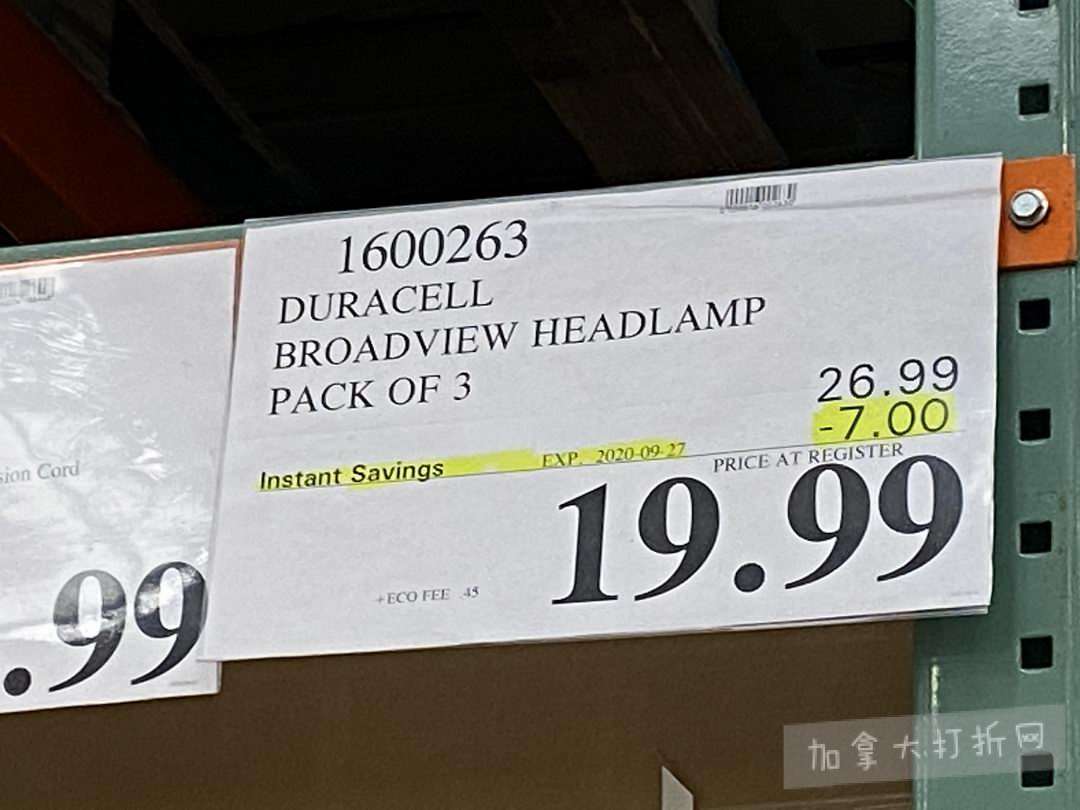 1600263
DURACELL
BROADVIEW HEADLAMP
PACK OF 3
26.99
-7.00
Instant Savings EXP. 2020-09-27 PRICE AT REGISTER
19.99
+ECO FEE .45
sion Cord
.99
加拿大打折网